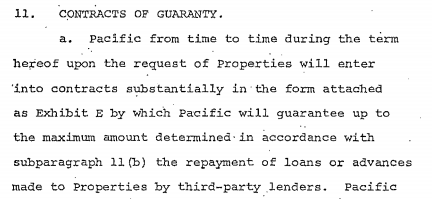 11. CONTRACTS OF GUARANTY.
a. Pacific from time to time during the term
hereof upon the request of Properties will enter
into contracts substantially in the form attached
as Exhibit E by which Pacific will guarantee up to
the maximum amount determined in accordance with
subparagraph 11(b) the repayment of loans or advances
made to Properties by third-party lenders. Pacific